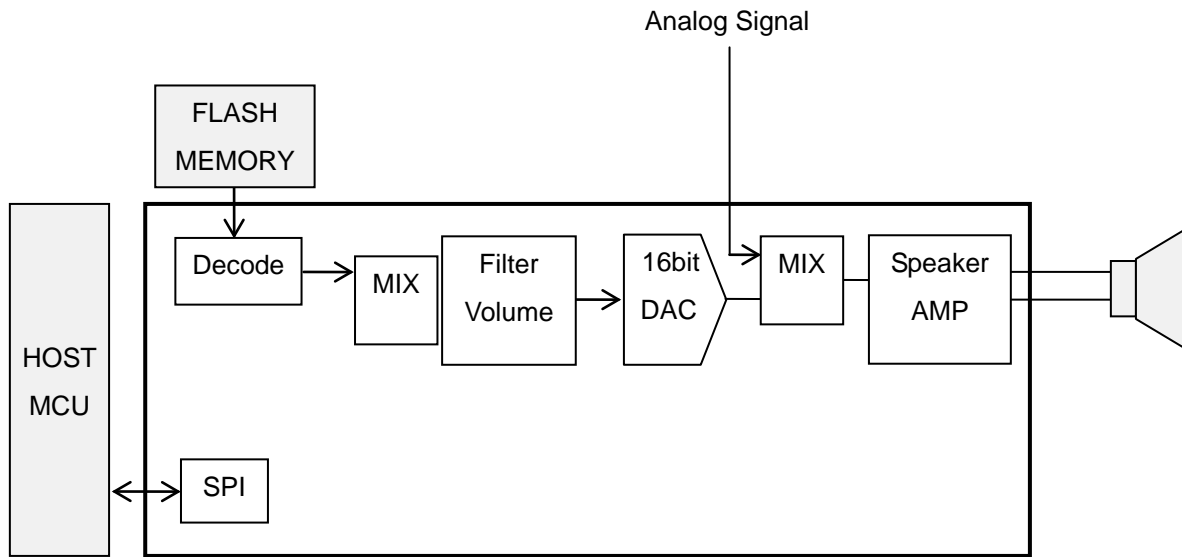 Analog Signal
FLASH
MEMORY
Decode
MIX
Filter
Volume
16bit
DAC
MIX
Speaker
AMP
HOST
MCU
SPI